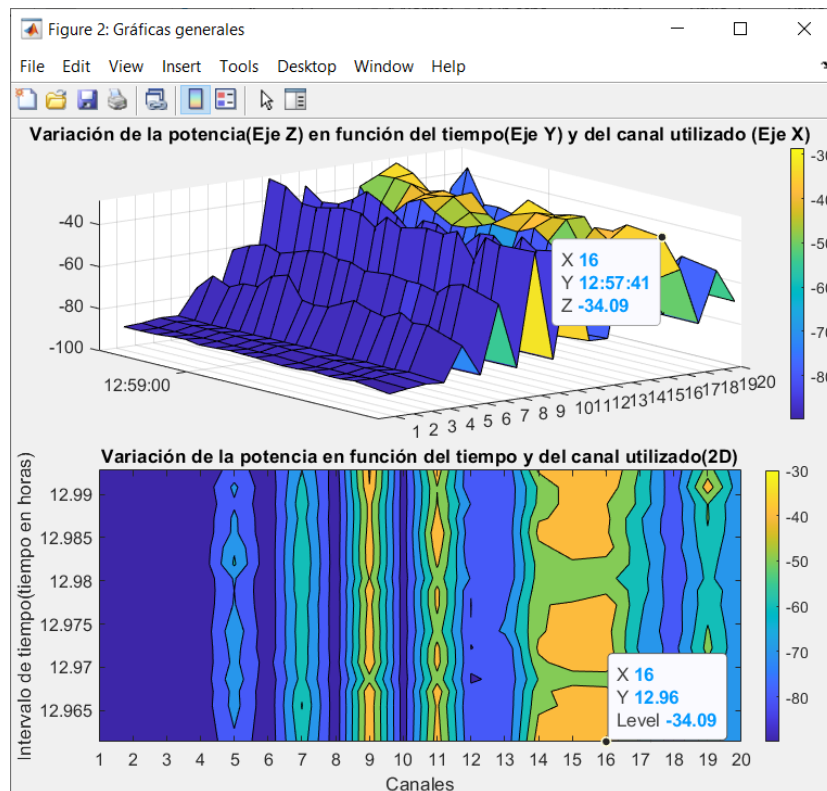 Figure 2: Gráficas generales
File Edit View Insert Tools Desktop Window Help
Variación de la potencia(Eje Z) en función del tiempo(Eje Y) y del canal utilizado (Eje X)
-40
-60
-80
-100
12:59:00
1 2 3 4 5 6 7 8 9 10 11 12 13 14 15 16 17 18 19 20
X 16
Y 12:57:41
Z -34.09
-30
-40
-50
-60
-70
-80
Variación de la potencia en función del tiempo y del canal utilizado(2D)
Intervalo de tiempo(tiempo en horas)
12.99
12.985
12.98
12.975
12.97
12.965
1 2 3 4 5 6 7 8 9 10 11 12 13 14 15 16 17 18 19 20
Canales
X 16
Y 12.96
Level -34.09
-30
-40
-50
-60
-70
-80